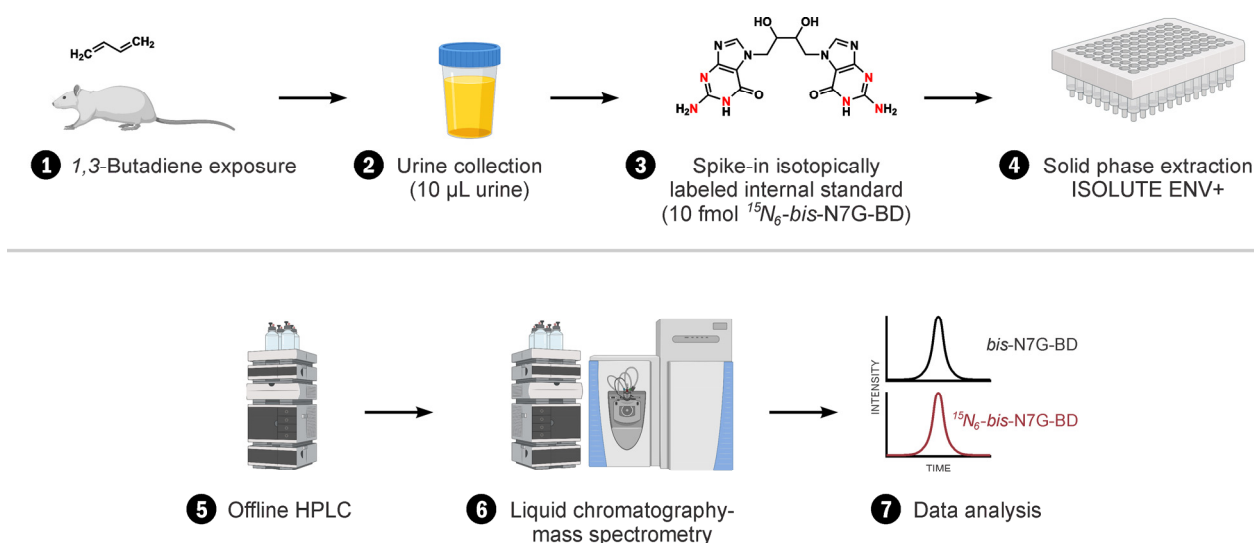 H₂C CH₂
1 1,3-Butadiene exposure
2 Urine collection
(10 µL urine)
HO OH
N N
N N
N N
H₂N N O O N NH₂
H H
3 Spike-in isotopically
labeled internal standard
(10 fmol ¹⁵N₆-bis-N7G-BD)
4 Solid phase extraction
ISOLUTE ENV+
5 Offline HPLC
6 Liquid chromatography-
mass spectrometry
INTENSITY
bis-N7G-BD
¹⁵N₆-bis-N7G-BD
TIME
7 Data analysis